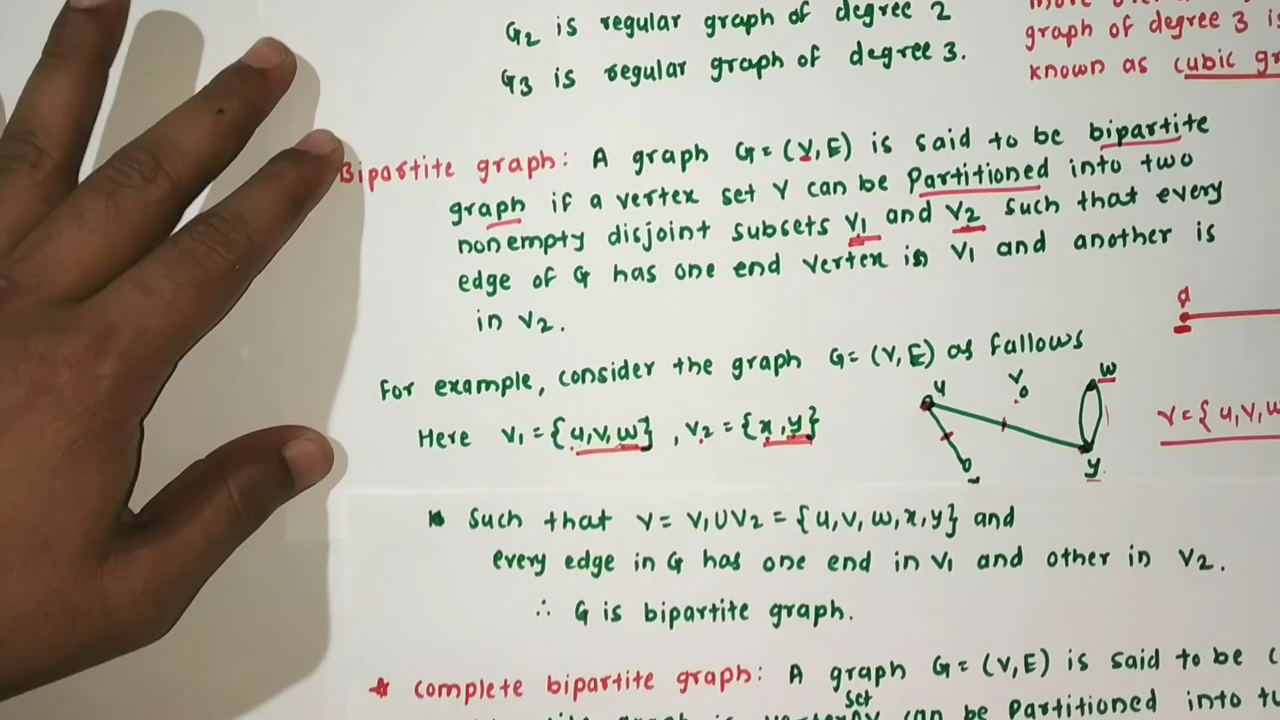 G2 is regular graph of degree 2
G3 is regular graph of degree 3.
graph of degree 3 is
known as cubic
Bipartite graph: A graph G=(V,E) is said to be bipartite
graph if a vertex set V can be Partitioned into two
nonempty disjoint subsets V1 and V2 such that every
edge of G has one end vertex in V1 and another is
in V2.
For example, consider the graph G=(V,E) as fallows
Here V1={u,v,w}, V2={x,y}
u
v
w
y
d
V={u,v,w
Such that V=V1UV2={u,v,w,x,y} and
every edge in G has one end in V1 and other in V2.
∴ G is bipartite graph.
* Complete bipartite graph: A graph G=(V,E) is said to be
Set
can be Partitioned into